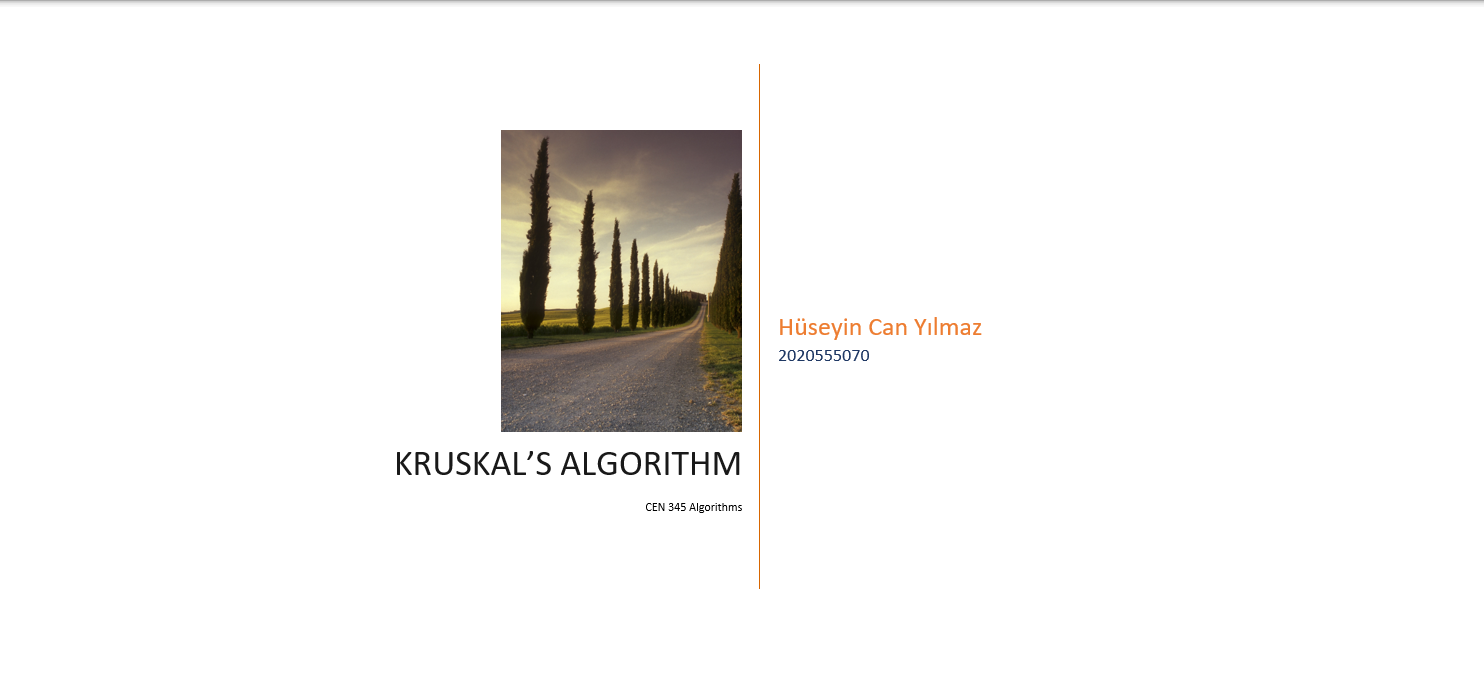 KRUSKAL’S ALGORITHM
CEN 345 Algorithms
Hüseyin Can Yılmaz
2020555070